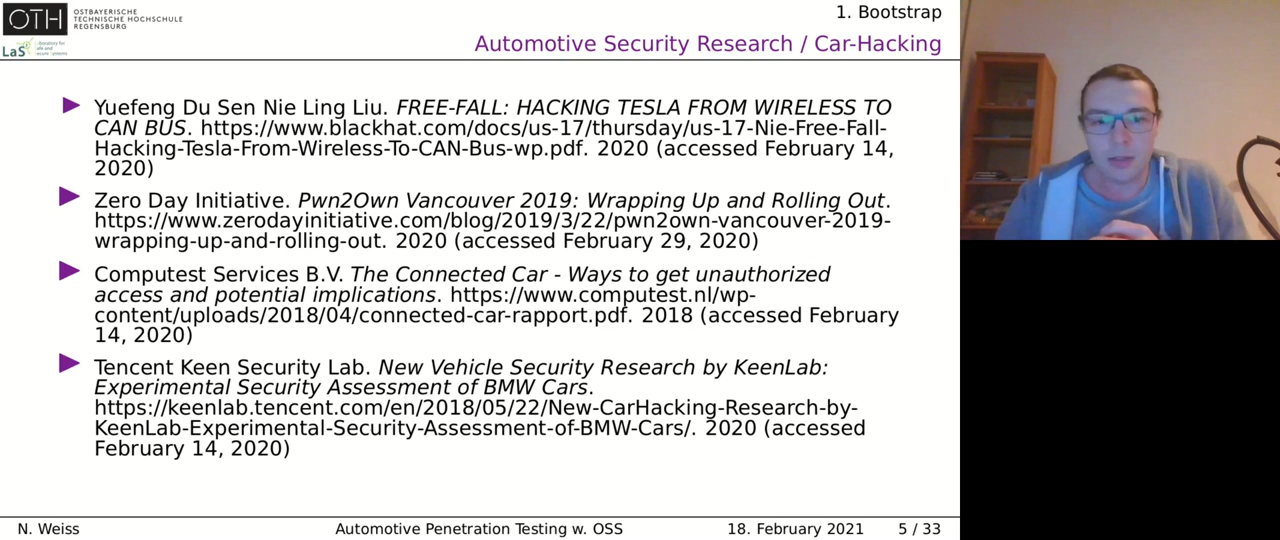 OTH
OSTBAYERISCHE
TECHNISCHE HOCHSCHULE
REGENSBURG
LaS³
1. Bootstrap
Automotive Security Research / Car-Hacking
Yuefeng Du Sen Nie Ling Liu. FREE-FALL: HACKING TESLA FROM WIRELESS TO
CAN BUS. https://www.blackhat.com/docs/us-17/thursday/us-17-Nie-Free-Fall-
Hacking-Tesla-From-Wireless-To-CAN-Bus-wp.pdf. 2020 (accessed February 14,
2020)
Zero Day Initiative. Pwn2Own Vancouver 2019: Wrapping Up and Rolling Out.
https://www.zerodayinitiative.com/blog/2019/3/22/pwn2own-vancouver-2019-
wrapping-up-and-rolling-out. 2020 (accessed February 29, 2020)
Computest Services B.V. The Connected Car - Ways to get unauthorized
access and potential implications. https://www.computest.nl/wp-
content/uploads/2018/04/connected-car-rapport.pdf. 2018 (accessed February
14, 2020)
Tencent Keen Security Lab. New Vehicle Security Research by KeenLab:
Experimental Security Assessment of BMW Cars.
https://keenlab.tencent.com/en/2018/05/22/New-CarHacking-Research-by-
KeenLab-Experimental-Security-Assessment-of-BMW-Cars/. 2020 (accessed
February 14, 2020)
N. Weiss
Automotive Penetration Testing w. OSS
18. February 2021
5 / 33